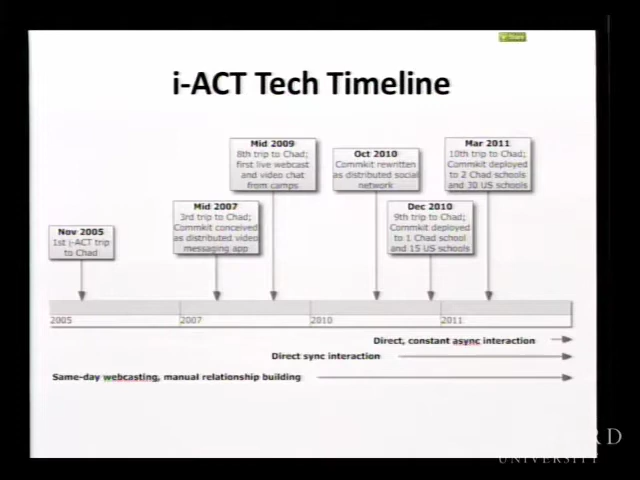 Share
i-ACT Tech Timeline
Mid 2009
8th trip to Chad;
first live webcast
and video chat
from camps
Oct 2010
Commkit rewritten
as distributed social
network
Mar 2011
10th trip to Chad;
Commkit deployed
to 2 Chad schools
and 30 US schools
Nov 2005
1st i-ACT trip
to Chad
Mid 2007
3rd trip to Chad;
Commkit conceived
as distributed video
messaging app
Dec 2010
9th trip to Chad;
Commkit deployed
to 1 Chad school
and 15 US schools
2005
2007
2010
2011
Direct, constant async interaction
Direct sync interaction
Same-day webcasting, manual relationship building
RD
UNIVERSITY